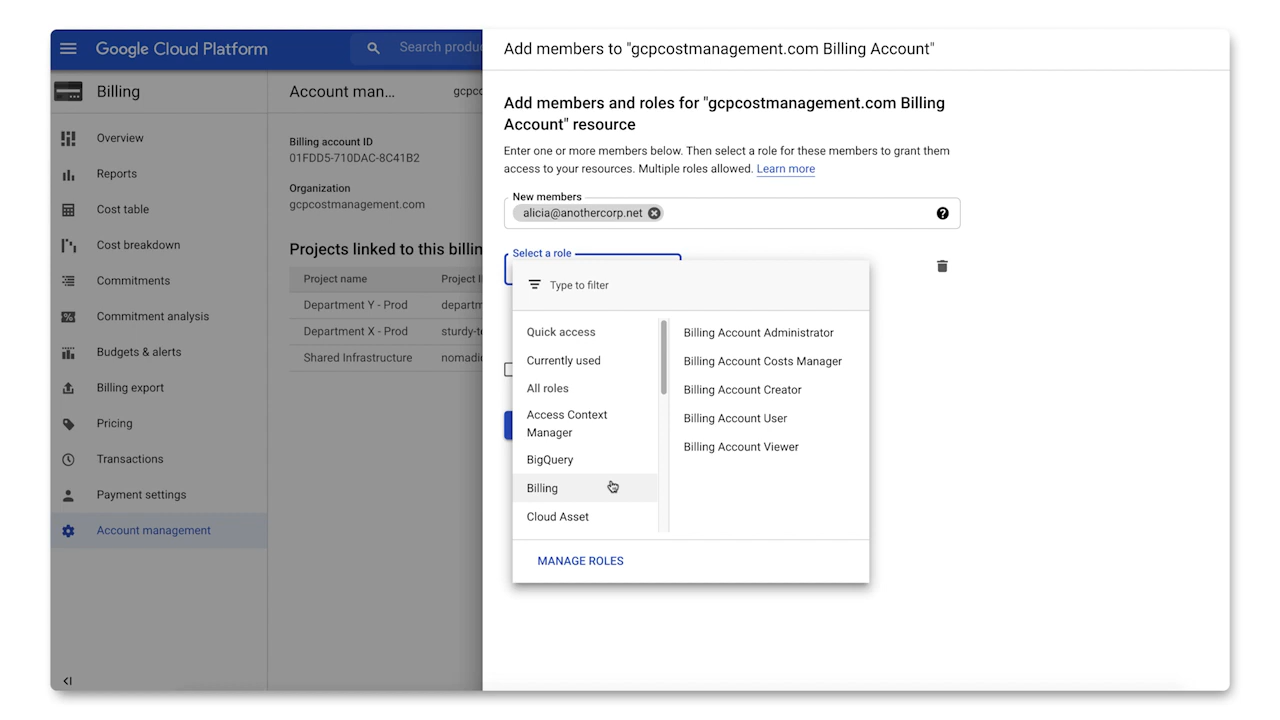 Google Cloud Platform
Search produ
Billing
Overview
Reports
Cost table
Cost breakdown
Commitments
Commitment analysis
Budgets & alerts
Billing export
Pricing
Transactions
Payment settings
Account management
Account man...
gcpco
Billing account ID
01FDD5-710DAC-8C41B2
Organization
gcpcostmanagement.com
Projects linked to this billin
Project name
Project I
Department Y - Prod
departm
Department X - Prod
sturdy-te
Shared Infrastructure
nomadi
Add members to "gcpcostmanagement.com Billing Account"
Add members and roles for "gcpcostmanagement.com Billing
Account" resource
Enter one or more members below. Then select a role for these members to grant them
access to your resources. Multiple roles allowed. Learn more
New members
alicia@anothercorp.net
Select a role
Type to filter
Quick access
Currently used
All roles
Access Context
Manager
BigQuery
Billing
Cloud Asset
Billing Account Administrator
Billing Account Costs Manager
Billing Account Creator
Billing Account User
Billing Account Viewer
MANAGE ROLES